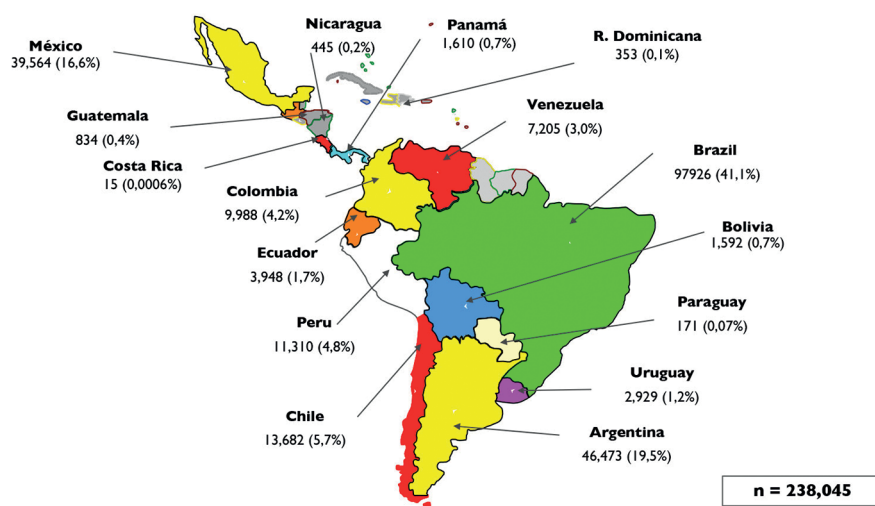 México
39,564 (16,6%)
Nicaragua
445 (0,2%)
Panamá
1,610 (0,7%)
R. Dominicana
353 (0,1%)
Guatemala
834 (0,4%)
Venezuela
7,205 (3,0%)
Costa Rica
15 (0,0006%)
Brazil
97926 (41,1%)
Colombia
9,988 (4,2%)
Bolivia
1,592 (0,7%)
Ecuador
3,948 (1,7%)
Paraguay
171 (0,07%)
Peru
11,310 (4,8%)
Uruguay
2,929 (1,2%)
Chile
13,682 (5,7%)
Argentina
46,473 (19,5%)
n = 238,045